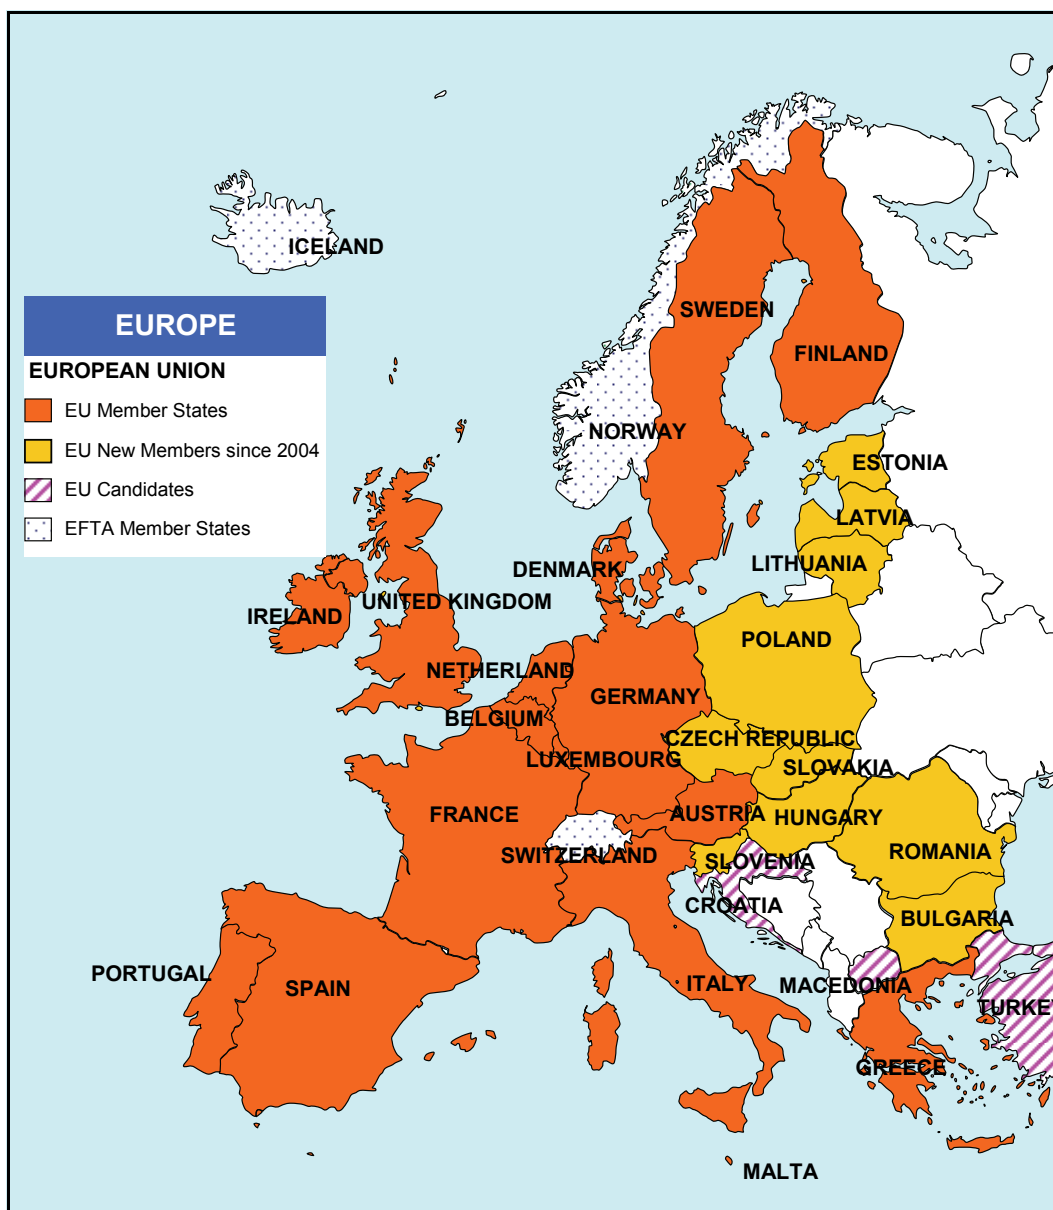 ICELAND
EUROPE
EUROPEAN UNION
EU Member States
EU New Members since 2004
EU Candidates
EFTA Member States
SWEDEN
FINLAND
NORWAY
ESTONIA
LATVIA
LITHUANIA
DENMARK
UNITED KINGDOM
IRELAND
POLAND
NETHERLAND
GERMANY
BELGIUM
CZECH REPUBLIC
LUXEMBOURG
SLOVAKIA
FRANCE
AUSTRIA
HUNGARY
SWITZERLAND
SLOVENIA
ROMANIA
CROATIA
BULGARIA
PORTUGAL
SPAIN
ITALY
MACEDONIA
TURKE
GREECE
MALTA